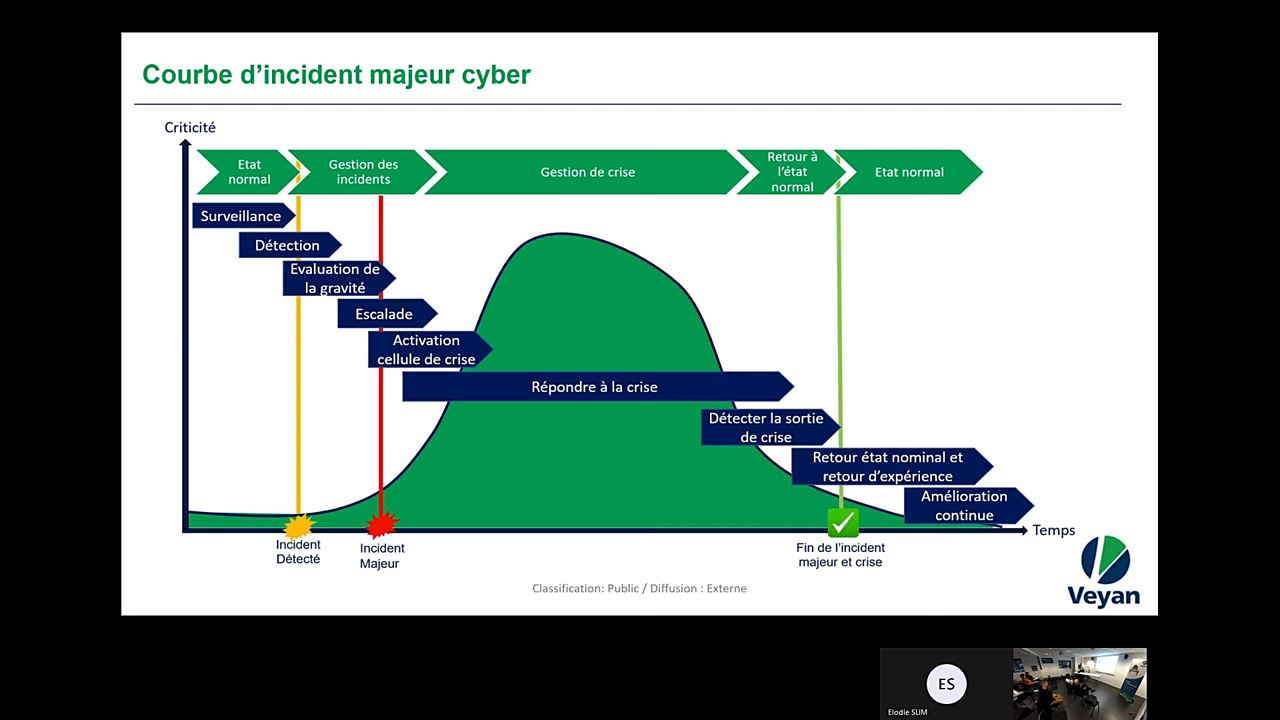 Courbe d’incident majeur cyber
Criticité
Etat
normal
Gestion des
incidents
Gestion de crise
Retour à
l’état
normal
Etat normal
Surveillance
Détection
Evaluation de
la gravité
Escalade
Activation
cellule de crise
Répondre à la crise
Détecter la sortie
de crise
Retour état nominal et
retour d’expérience
Amélioration
continue
Temps
Incident
Détecté
Incident
Majeur
Fin de l’incident
majeur et crise
Classification: Public / Diffusion : Externe
Veyan
ES
Elodie SLIM